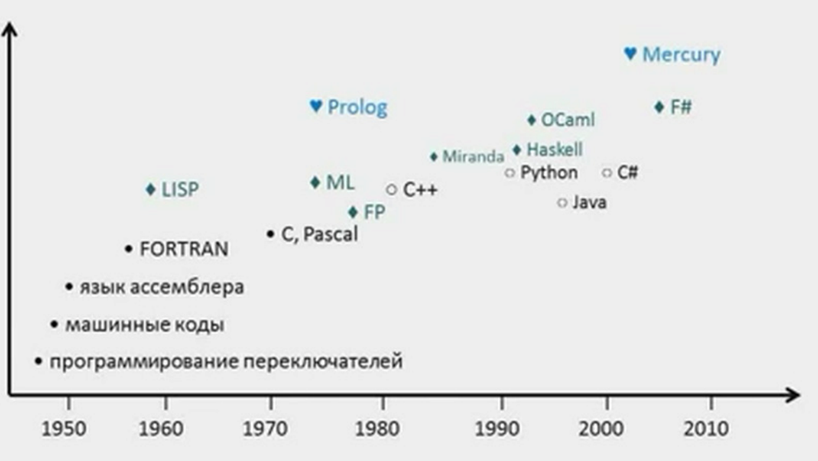 Mercury
Prolog
F#
OCaml
Haskell
Miranda
Python
C#
LISP
ML
C++
Java
FP
C, Pascal
FORTRAN
язык ассемблера
машинные коды
программирование переключателей
1950 1960 1970 1980 1990 2000 2010